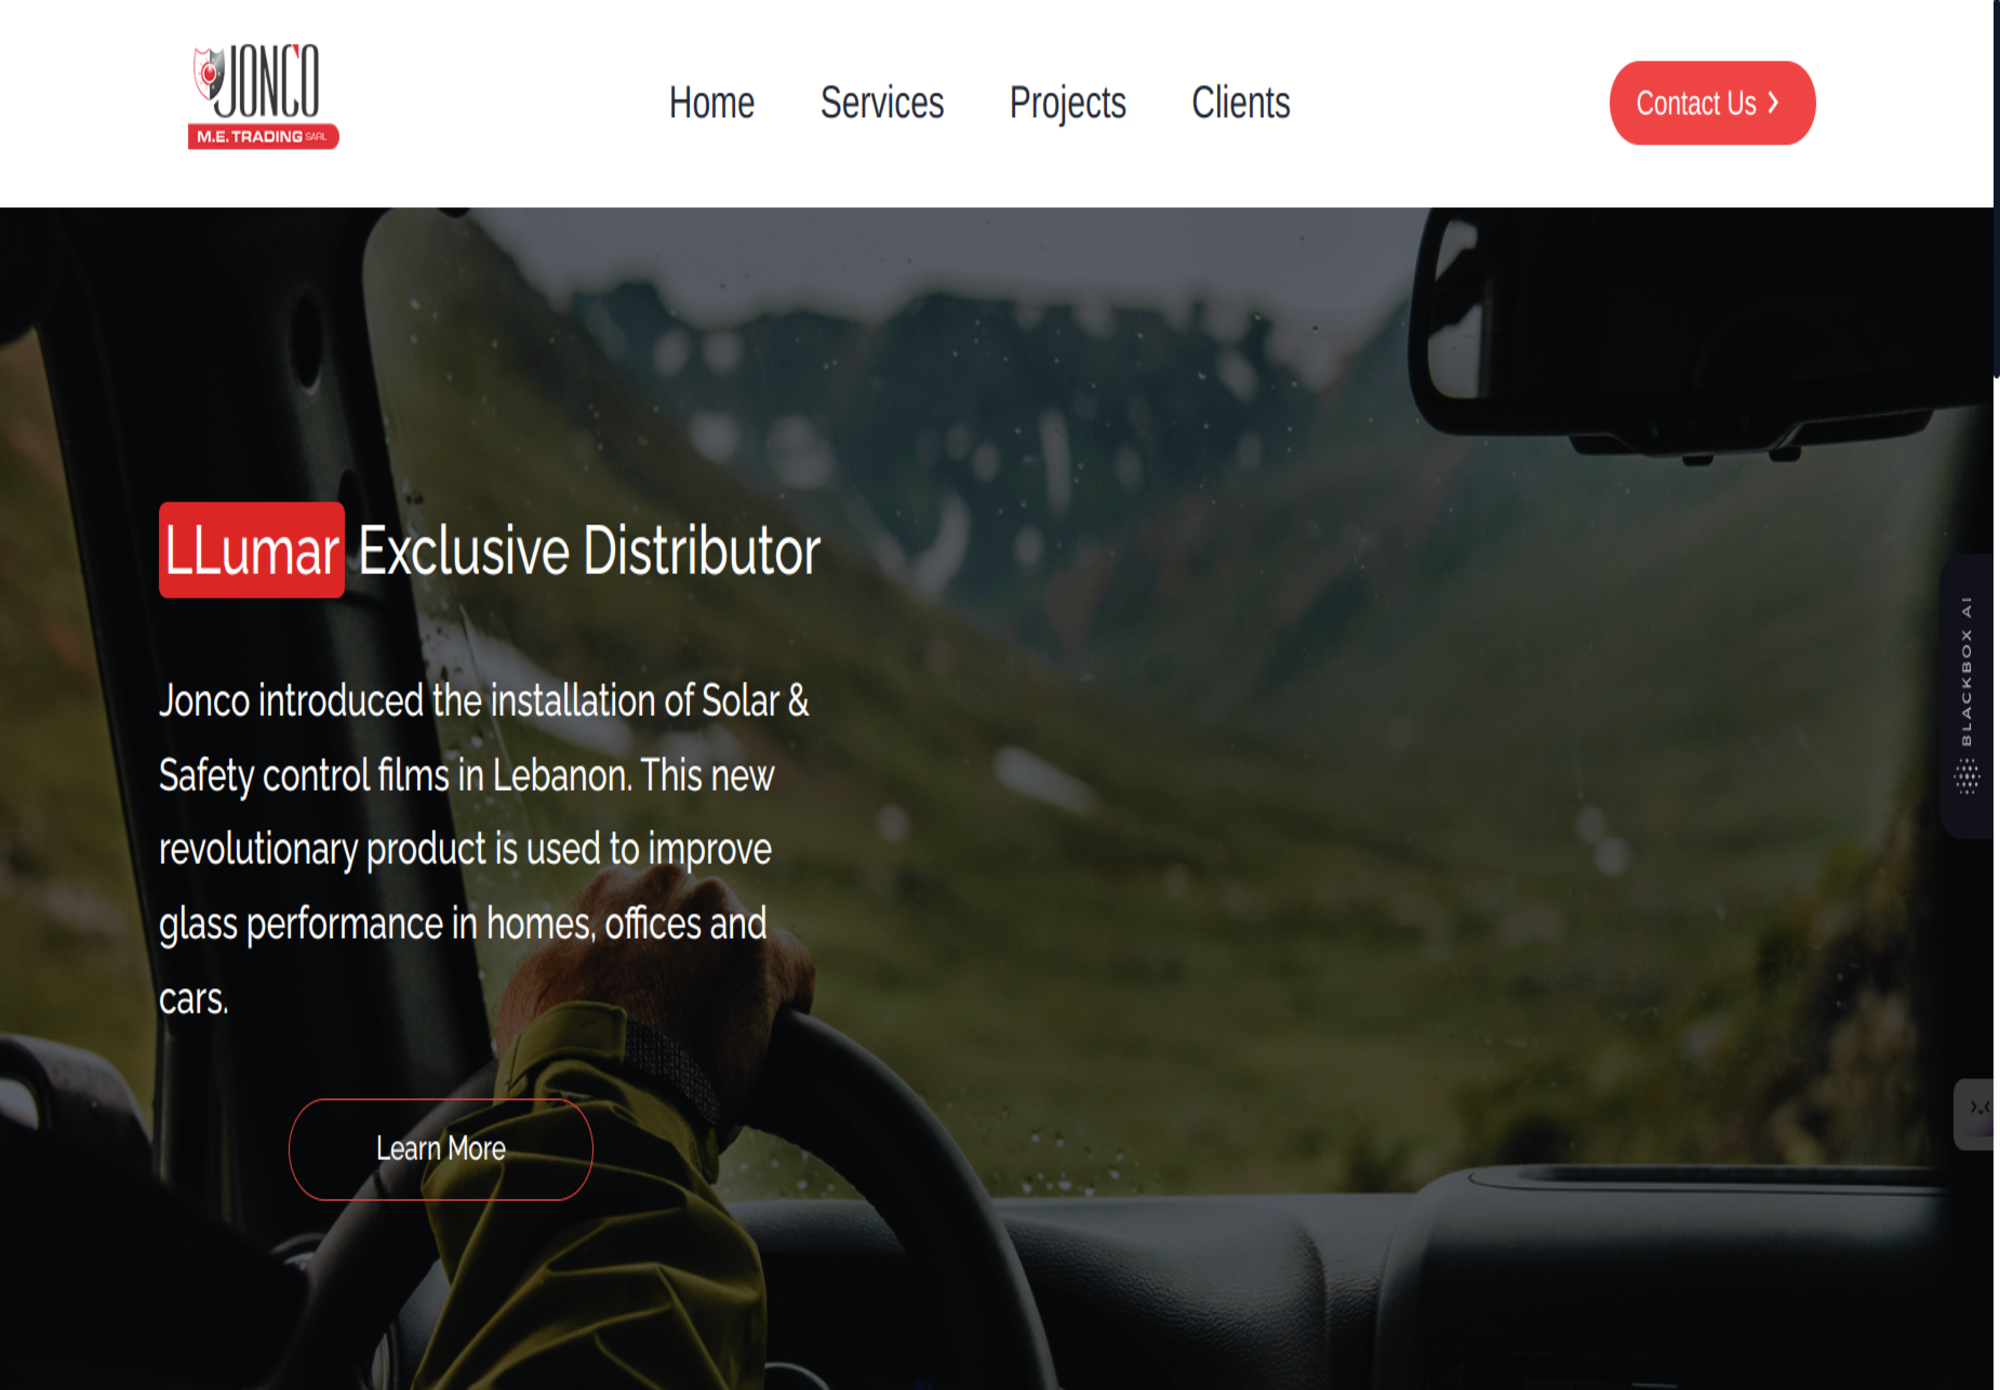 JONCO
M.E. TRADING SARL
Home Services Projects Clients
Contact Us
LLumar Exclusive Distributor
Jonco introduced the installation of Solar &
Safety control films in Lebanon. This new
revolutionary product is used to improve
glass performance in homes, offices and
cars.
Learn More
BLACKBOX AI